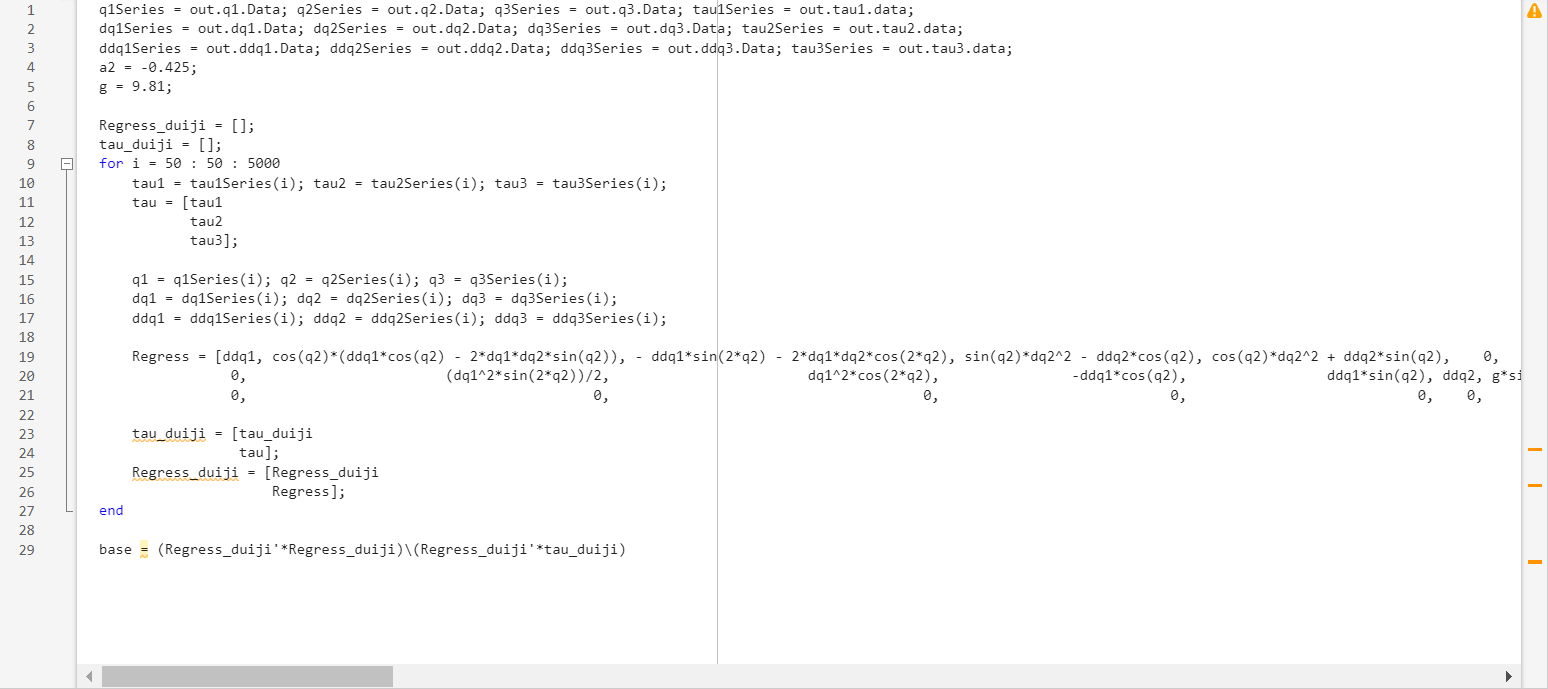 1 q1Series = out.q1.Data; q2Series = out.q2.Data; q3Series = out.q3.Data; tau1Series = out.tau1.data;
2 dq1Series = out.dq1.Data; dq2Series = out.dq2.Data; dq3Series = out.dq3.Data; tau2Series = out.tau2.data;
3 ddq1Series = out.ddq1.Data; ddq2Series = out.ddq2.Data; ddq3Series = out.ddq3.Data; tau3Series = out.tau3.data;
4 a2 = -0.425;
5 g = 9.81;
6
7 Regress_duiji = [];
8 tau_duiji = [];
9 for i = 50 : 50 : 5000
10 tau1 = tau1Series(i); tau2 = tau2Series(i); tau3 = tau3Series(i);
11 tau = [tau1
12 tau2
13 tau3];
14
15 q1 = q1Series(i); q2 = q2Series(i); q3 = q3Series(i);
16 dq1 = dq1Series(i); dq2 = dq2Series(i); dq3 = dq3Series(i);
17 ddq1 = ddq1Series(i); ddq2 = ddq2Series(i); ddq3 = ddq3Series(i);
18
19 Regress = [ddq1, cos(q2)*(ddq1*cos(q2) - 2*dq1*dq2*sin(q2)), - ddq1*sin(2*q2) - 2*dq1*dq2*cos(2*q2), sin(q2)*dq2^2 - ddq2*cos(q2), cos(q2)*dq2^2 + ddq2*sin(q2), 0,
20 0, (dq1^2*sin(2*q2))/2, dq1^2*cos(2*q2), -ddq1*cos(q2), ddq1*sin(q2), ddq2, g*si
21 0, 0, 0, 0, 0, 0,
22
23 tau_duiji = [tau_duiji
24 tau];
25 Regress_duiji = [Regress_duiji
26 Regress];
27 end
28
29 base = (Regress_duiji'*Regress_duiji)\(Regress_duiji'*tau_duiji)